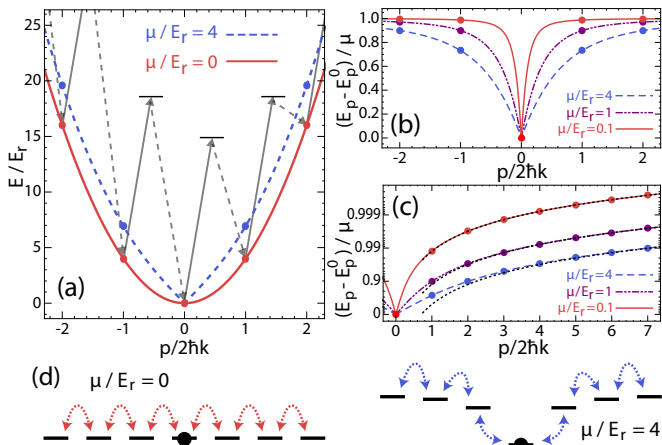 (a)
μ/E_r = 4
μ/E_r = 0
E / E_r
25
20
15
10
5
0
-2 -1 0 1 2
p/2ħk
(b)
(E_p - E_p^0) / μ
1.0
0.8
0.6
0.4
0.2
0.0
μ/E_r=4
μ/E_r=1
μ/E_r=0.1
-2 -1 0 1 2
p/2ħk
(c)
(E_p - E_p^0) / μ
0.999
0.99
0.9
0
μ/E_r=4
μ/E_r=1
μ/E_r=0.1
0 1 2 3 4 5 6 7
p/2ħk
(d)
μ / E_r = 0
μ / E_r = 4